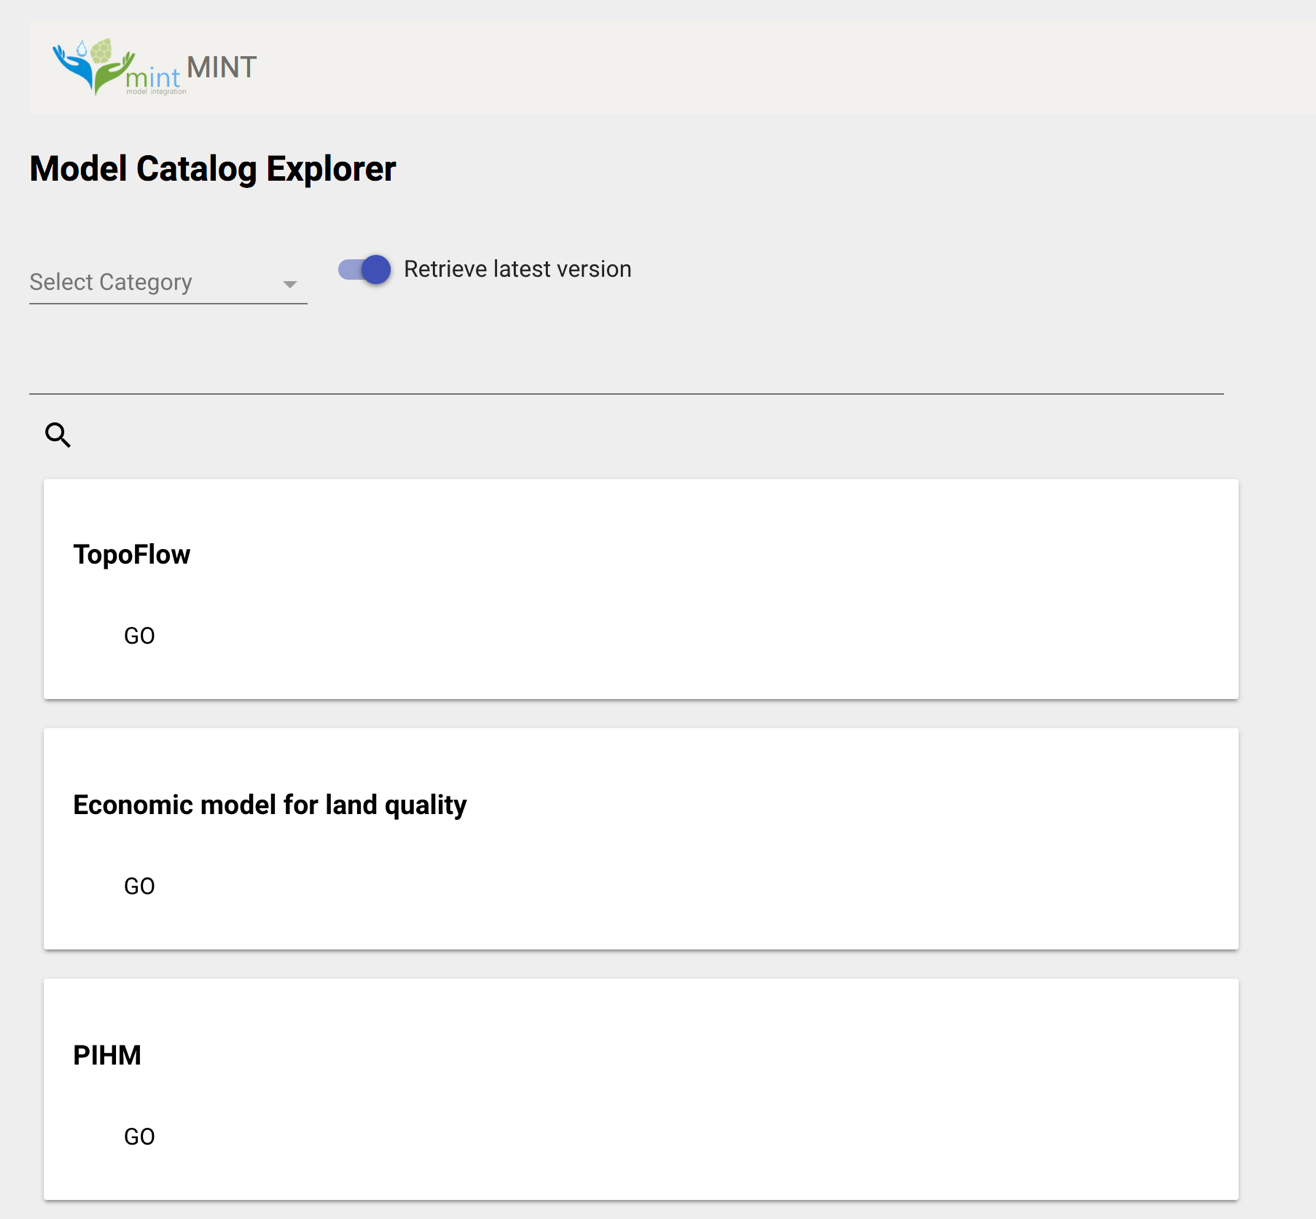 mint MINT
model integration
Model Catalog Explorer
Select Category
Retrieve latest version
TopoFlow
GO
Economic model for land quality
GO
PIHM
GO